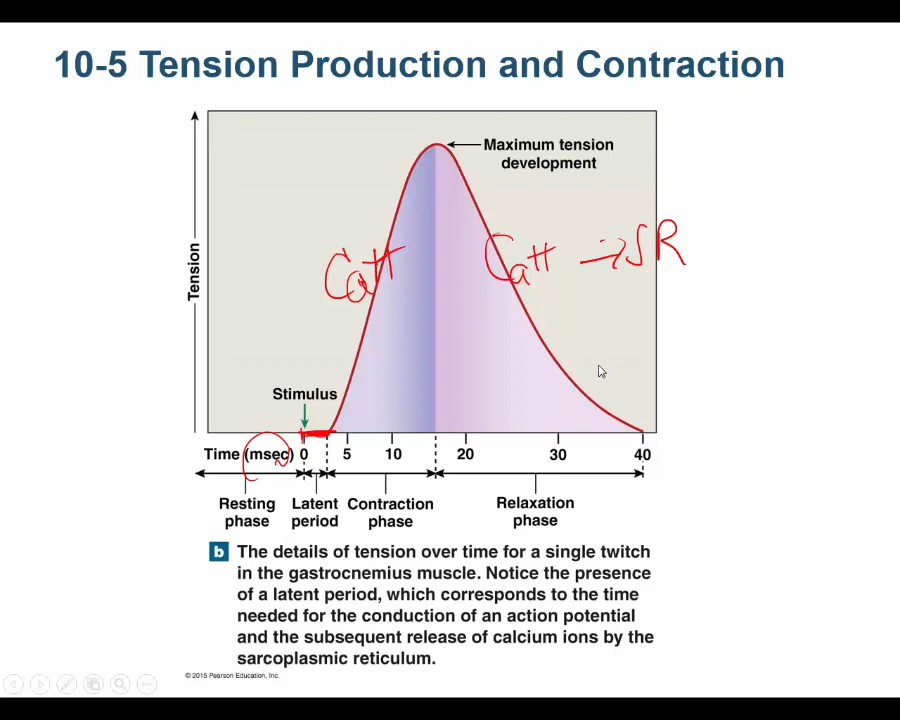 10-5 Tension Production and Contraction
Maximum tension
development
Tension
Ca++
Ca++ → SR
Stimulus
Time (msec) 0 5 10 20 30 40
Resting
phase
Latent
period
Contraction
phase
Relaxation
phase
b The details of tension over time for a single twitch
in the gastrocnemius muscle. Notice the presence
of a latent period, which corresponds to the time
needed for the conduction of an action potential
and the subsequent release of calcium ions by the
sarcoplasmic reticulum.
© 2015 Pearson Education, Inc.